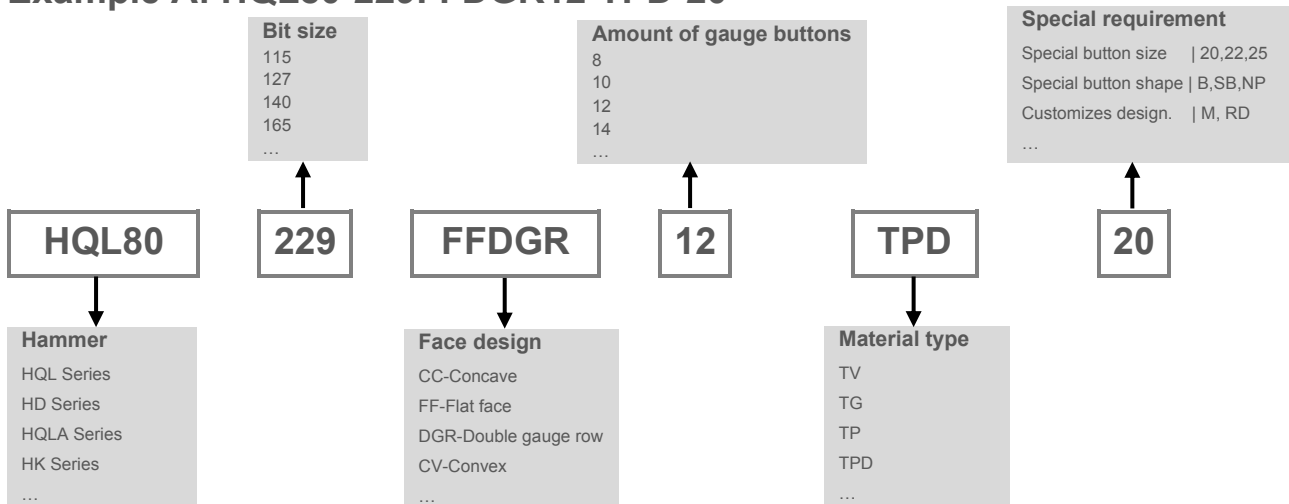 Bit size
115
127
140
165
…
Amount of gauge buttons
8
10
12
14
…
Special requirement
Special button size | 20,22,25
Special button shape | B,SB,NP
Customizes design. | M, RD
…
HQL80 229 FFDGR 12 TPD 20
Hammer
HQL Series
HD Series
HQLA Series
HK Series
…
Face design
CC-Concave
FF-Flat face
DGR-Double gauge row
CV-Convex
…
Material type
TV
TG
TP
TPD
…